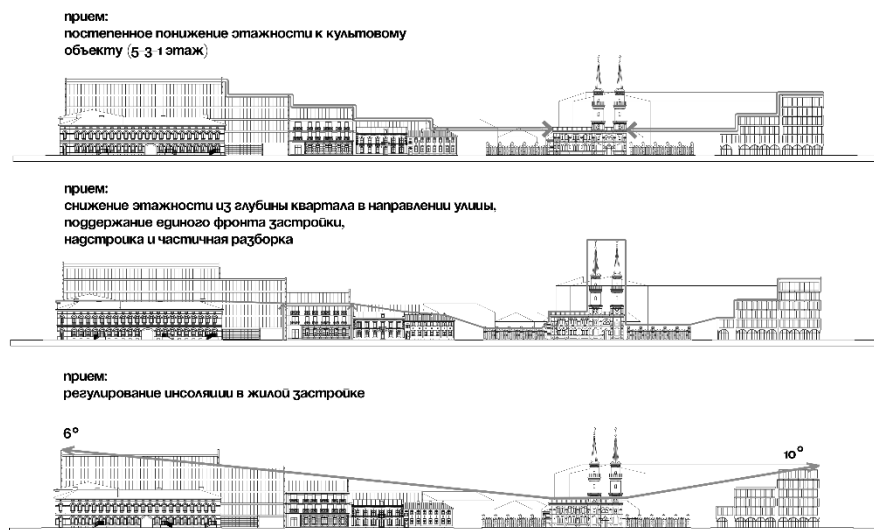 прием:
постепенное понижение этажности к культовому
объекту (5-3-1 этаж)
прием:
снижение этажности из глубины квартала в направлении улицы,
поддержание единого фронта застройки,
надстройка и частичная разборка
прием:
регулирование инсоляции в жилой застройке
6°
10°